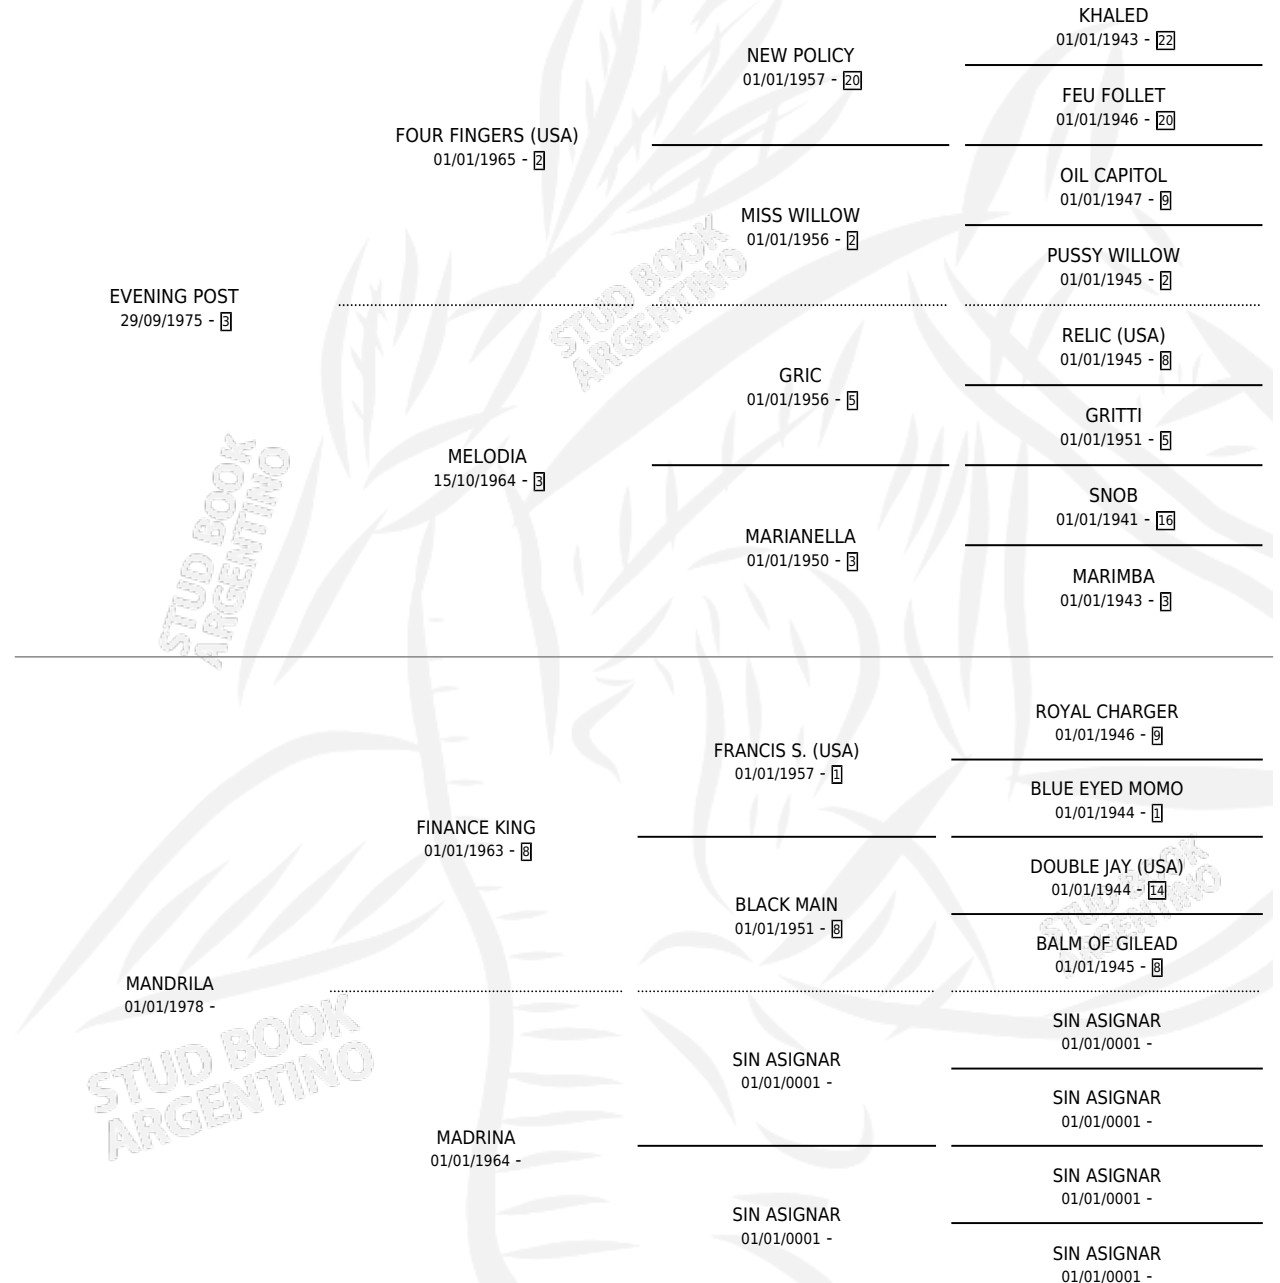 KHALED
01/01/1943 - 22
NEW POLICY
01/01/1957 - 20
FEU FOLLET
01/01/1946 - 20
FOUR FINGERS (USA)
01/01/1965 - 2
OIL CAPITOL
01/01/1947 - 9
MISS WILLOW
01/01/1956 - 2
PUSSY WILLOW
01/01/1945 - 2
EVENING POST
29/09/1975 - 3
RELIC (USA)
01/01/1945 - 8
GRIC
01/01/1956 - 5
GRITTI
01/01/1951 - 5
MELODIA
15/10/1964 - 3
SNOB
01/01/1941 - 16
MARIANELLA
01/01/1950 - 3
MARIMBA
01/01/1943 - 3
STUD BOOK
ARGENTINO
STUD BOOK
ARGENTINO
ROYAL CHARGER
01/01/1946 - 9
FRANCIS S. (USA)
01/01/1957 - 1
BLUE EYED MOMO
01/01/1944 - 1
FINANCE KING
01/01/1963 - 8
DOUBLE JAY (USA)
01/01/1944 - 14
BLACK MAIN
01/01/1951 - 8
BALM OF GILEAD
01/01/1945 - 8
STUD BOOK
ARGENTINO
MANDRILA
01/01/1978 -
SIN ASIGNAR
01/01/0001 -
SIN ASIGNAR
01/01/0001 -
SIN ASIGNAR
01/01/0001 -
MADRINA
01/01/1964 -
SIN ASIGNAR
01/01/0001 -
SIN ASIGNAR
01/01/0001 -
SIN ASIGNAR
01/01/0001 -
STUD BOOK
ARGENTINO